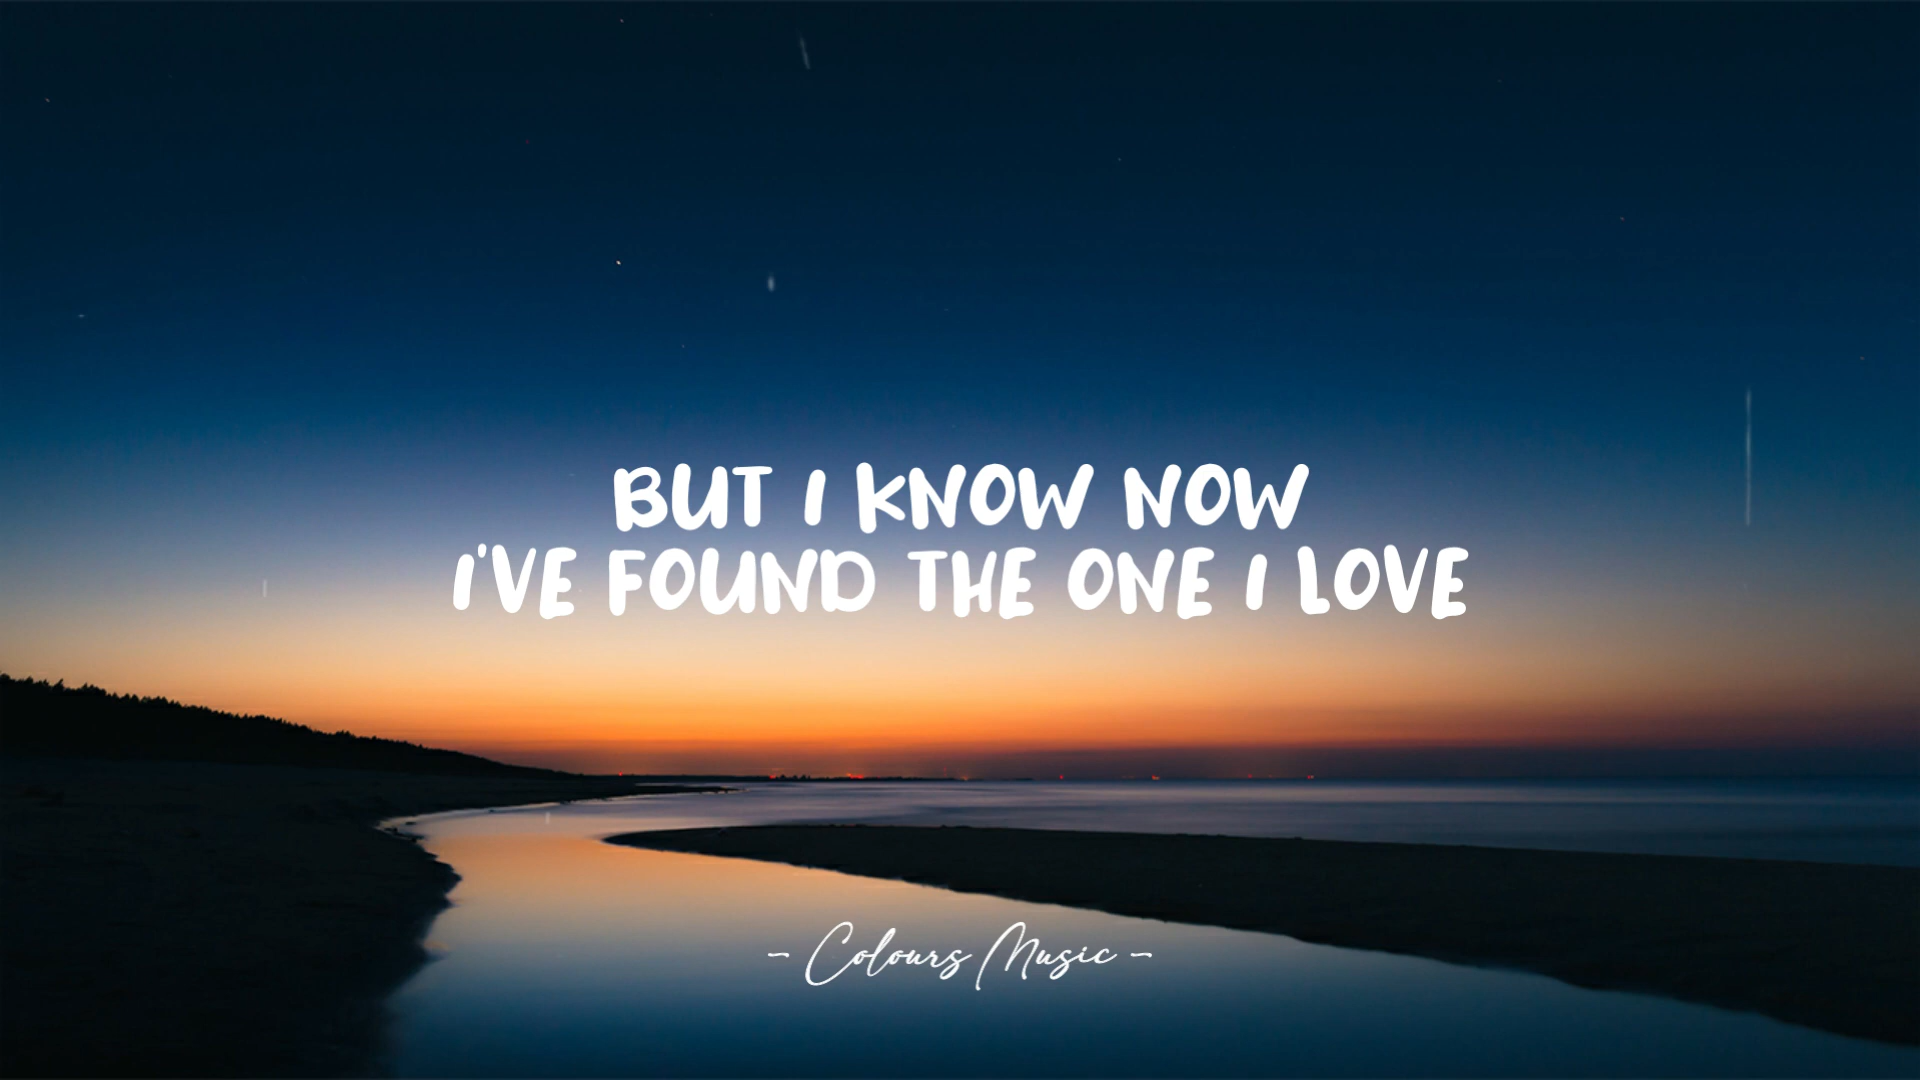 BUT I KNOW NOW
I'VE FOUND THE ONE I LOVE
- Colours Music -